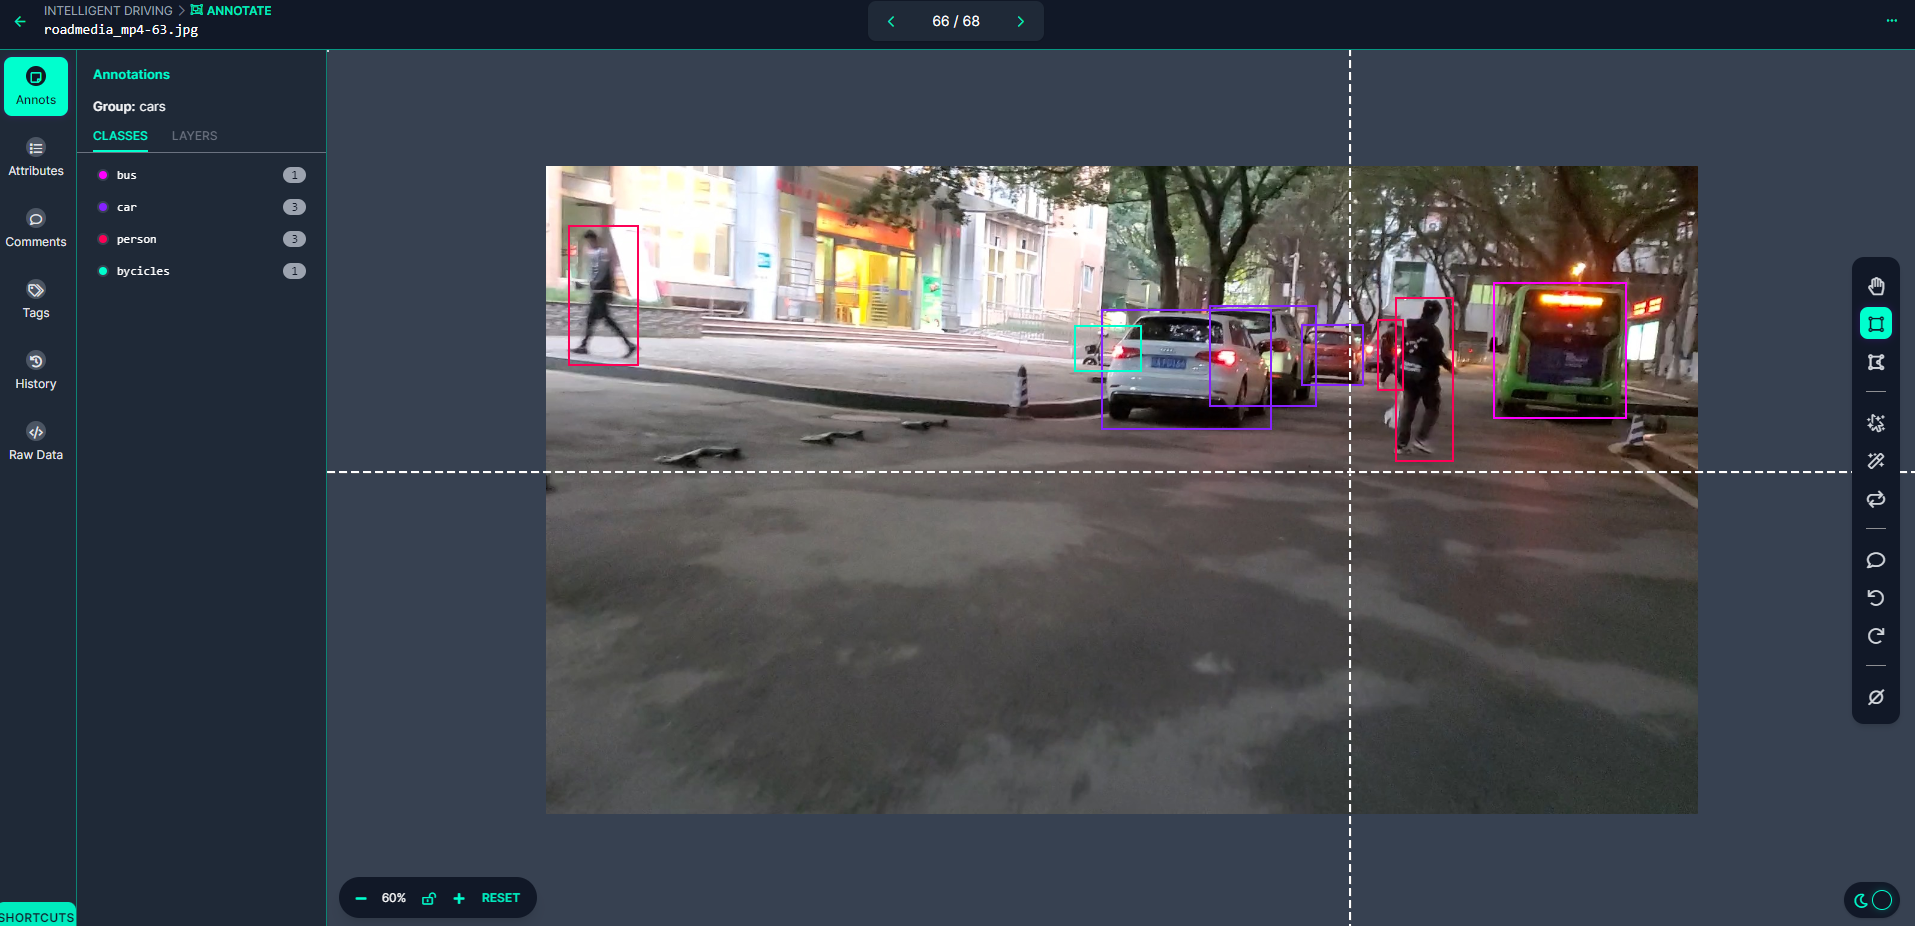 INTELLIGENT DRIVING > ANNOTATE
roadmedia_mp4-63.jpg
66 / 68
Annots
Attributes
Comments
Tags
History
Raw Data
SHORTCUTS
Annotations
Group: cars
CLASSES LAYERS
bus 1
car 3
person 3
bycicles 1
60% RESET